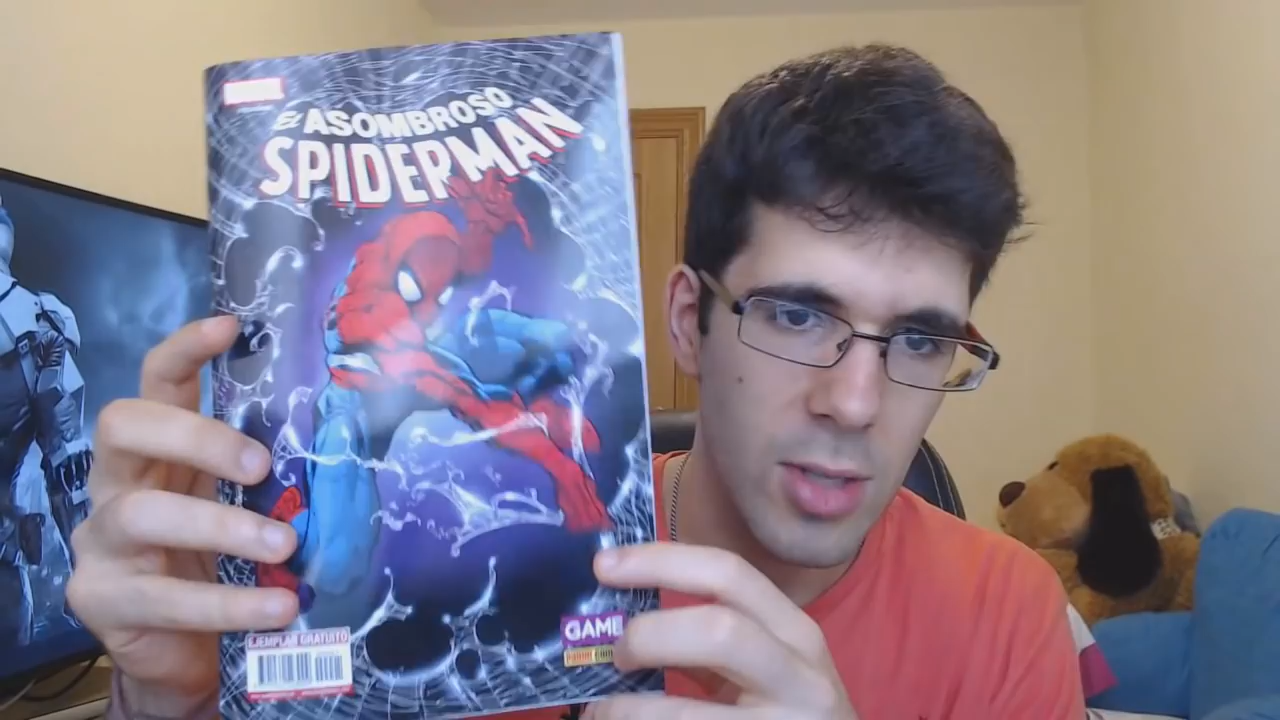 MARVEL
EL ASOMBROSO
SPIDERMAN
EJEMPLAR GRATUITO
GAME